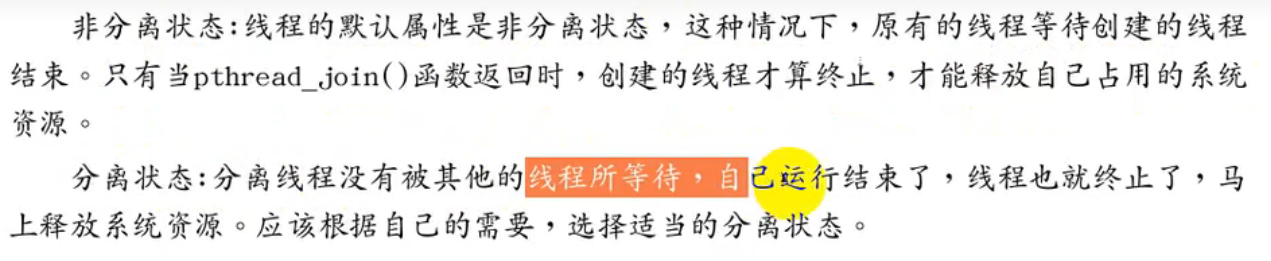 非分离状态:线程的默认属性是非分离状态，这种情况下，原有的线程等待创建的线程
结束。只有当pthread_join()函数返回时，创建的线程才算终止，才能释放自己占用的系统
资源。
分离状态:分离线程没有被其他的线程所等待，自己运行结束了，线程也就终止了，马
上释放系统资源。应该根据自己的需要，选择适当的分离状态。